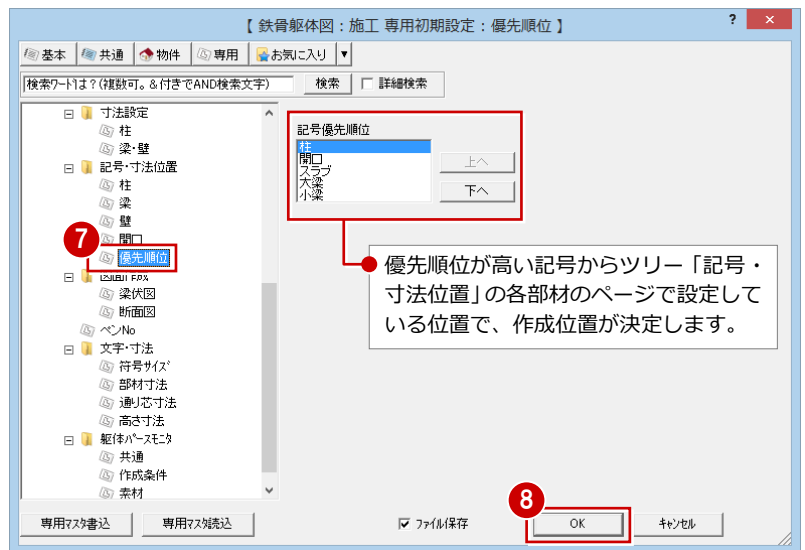 【 鉄骨躯体図：施工 専用初期設定：優先順位 】
? ×
基本 共通 物件 専用 お気に入り ▼
検索ワードは？(複数可。&付きでAND検索文字) 検索 詳細検索
寸法設定
柱
梁・壁
記号・寸法位置
柱
梁
壁
開口
7
優先順位
図面作成
梁伏図
断面図
ペンNo
文字・寸法
符号サイズ
部材寸法
通り芯寸法
高さ寸法
躯体パースモニタ
共通
作成条件
素材
記号優先順位
柱
開口
スラブ
大梁
小梁
上へ
下へ
優先順位が高い記号からツリー「記号・
寸法位置」の各部材のページで設定して
いる位置で、作成位置が決定します。
8
専用マスタ書込 専用マスタ読込 ファイル保存 OK キャンセル